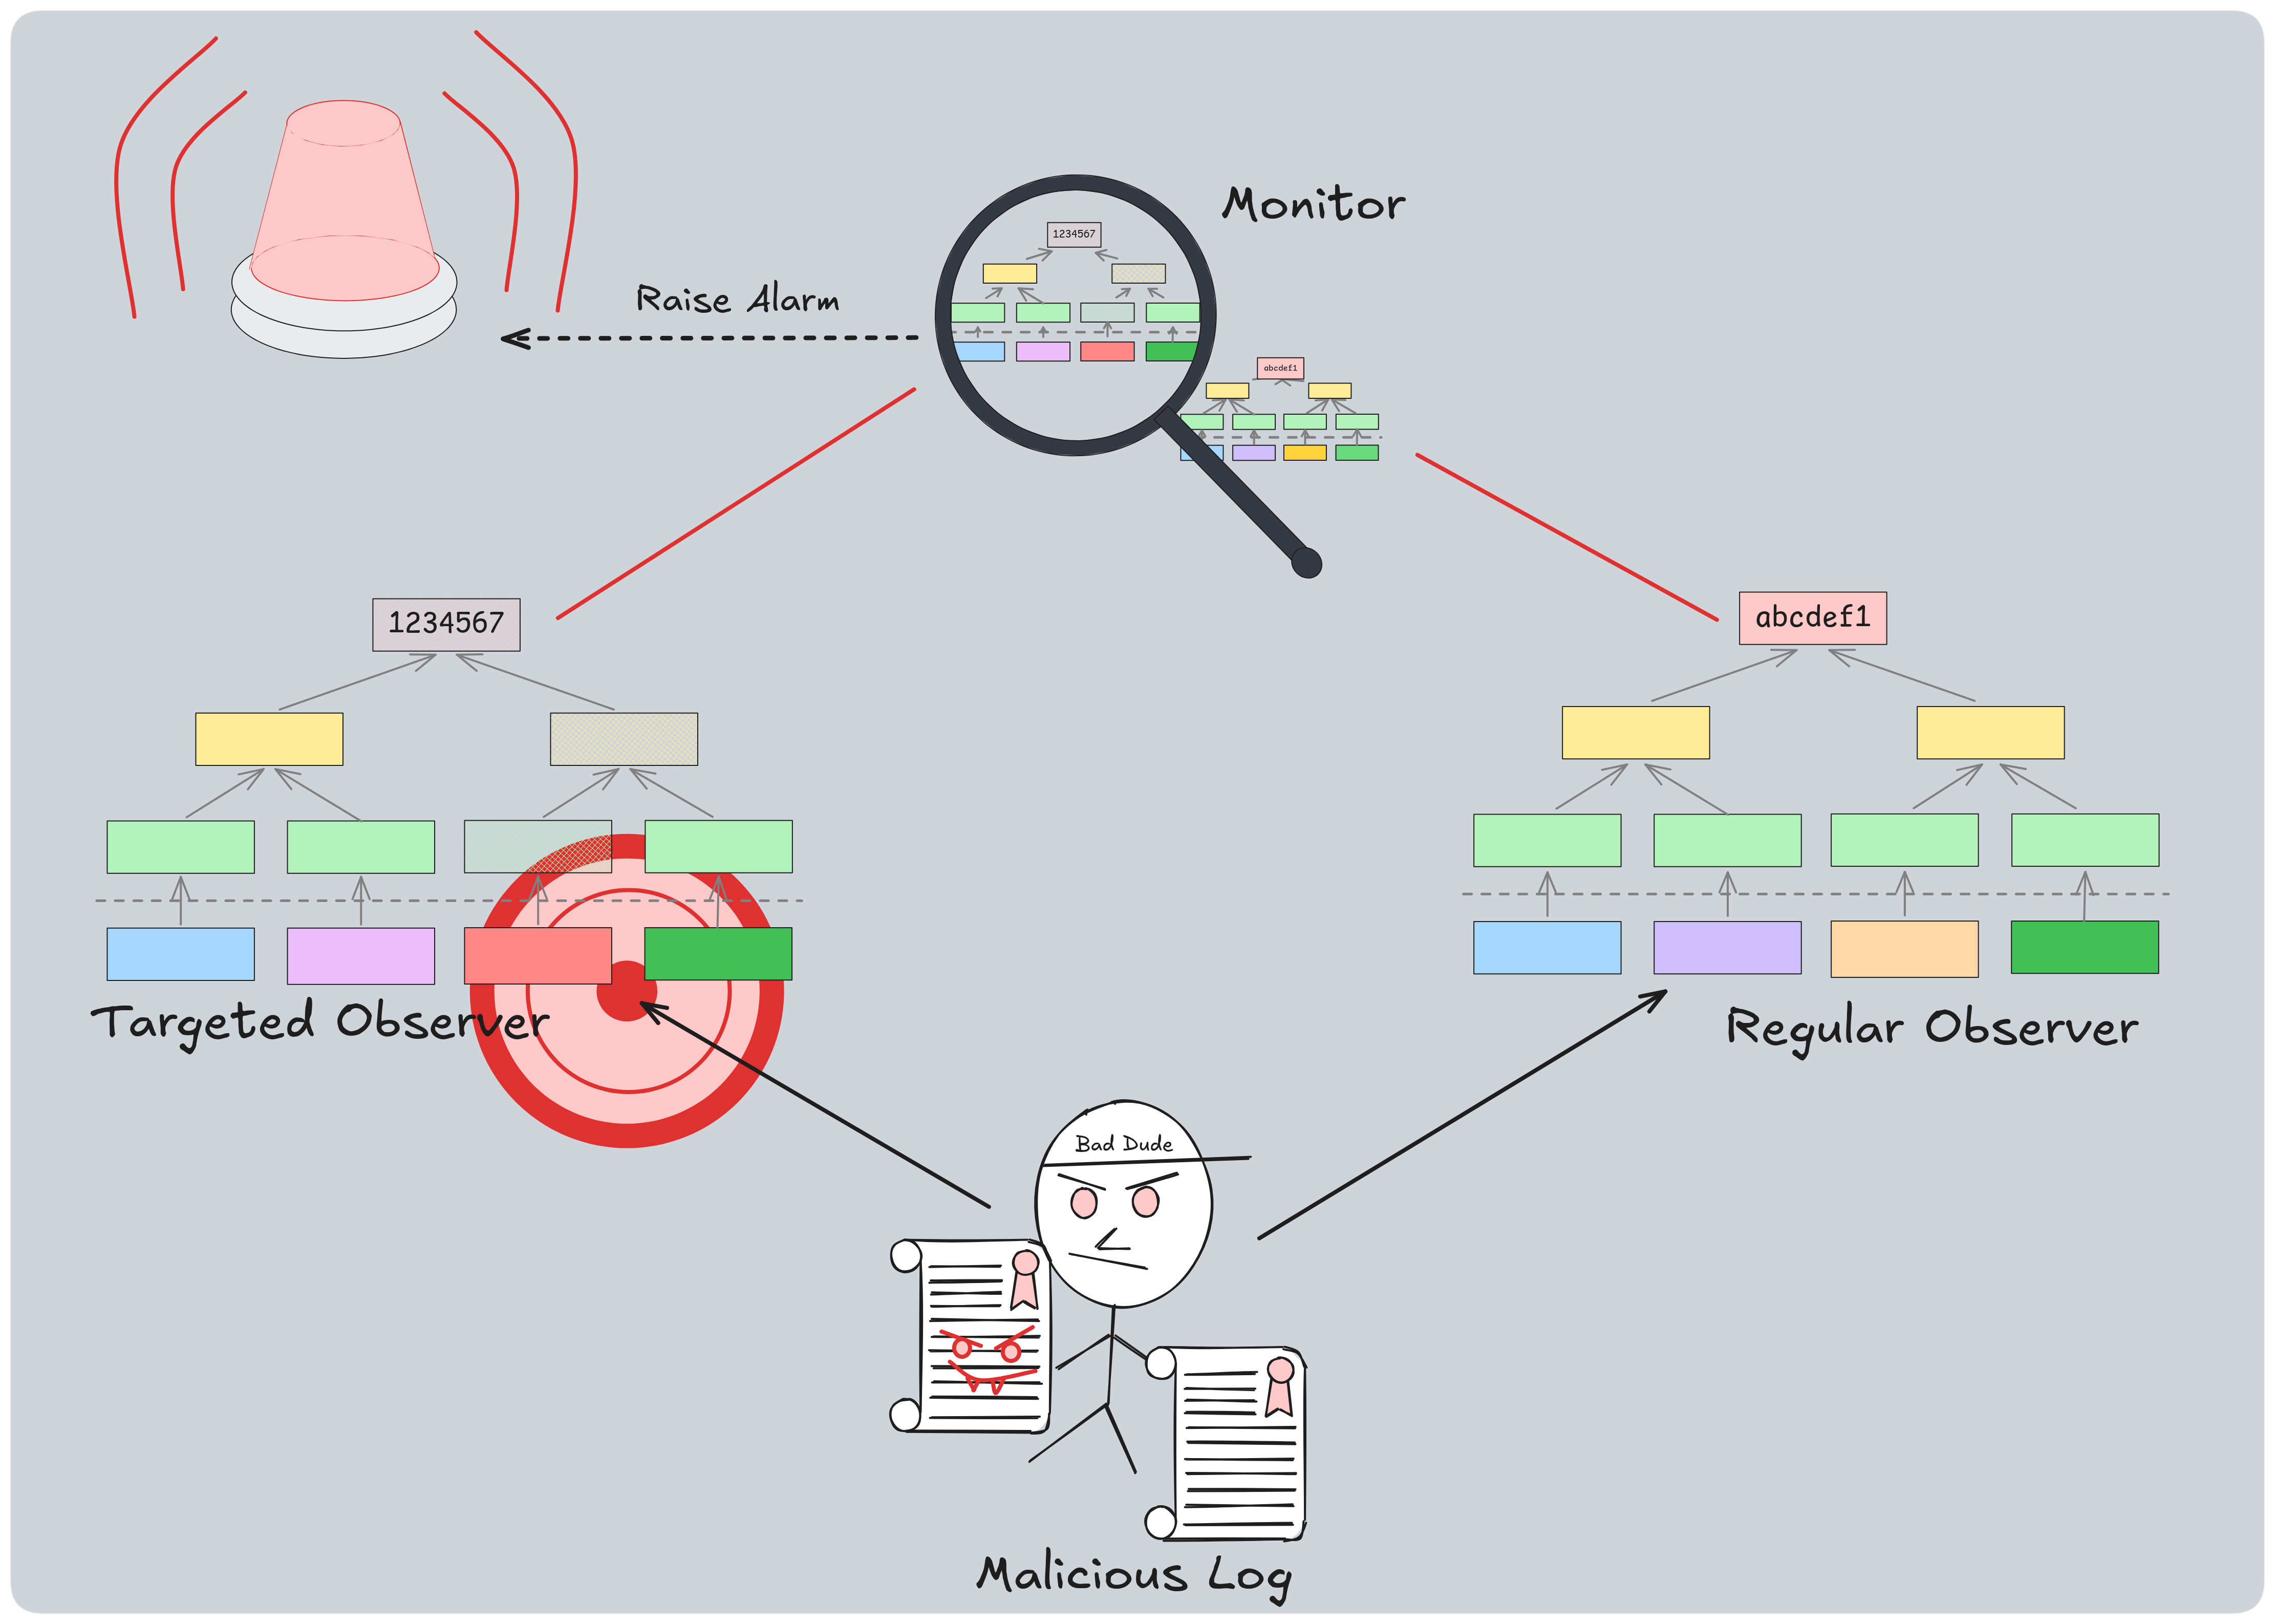 Monitor
1234567
Raise Alarm
abcdef1
1234567
abcdef1
Targeted Observer
Regular Observer
Bad Dude
Malicious Log